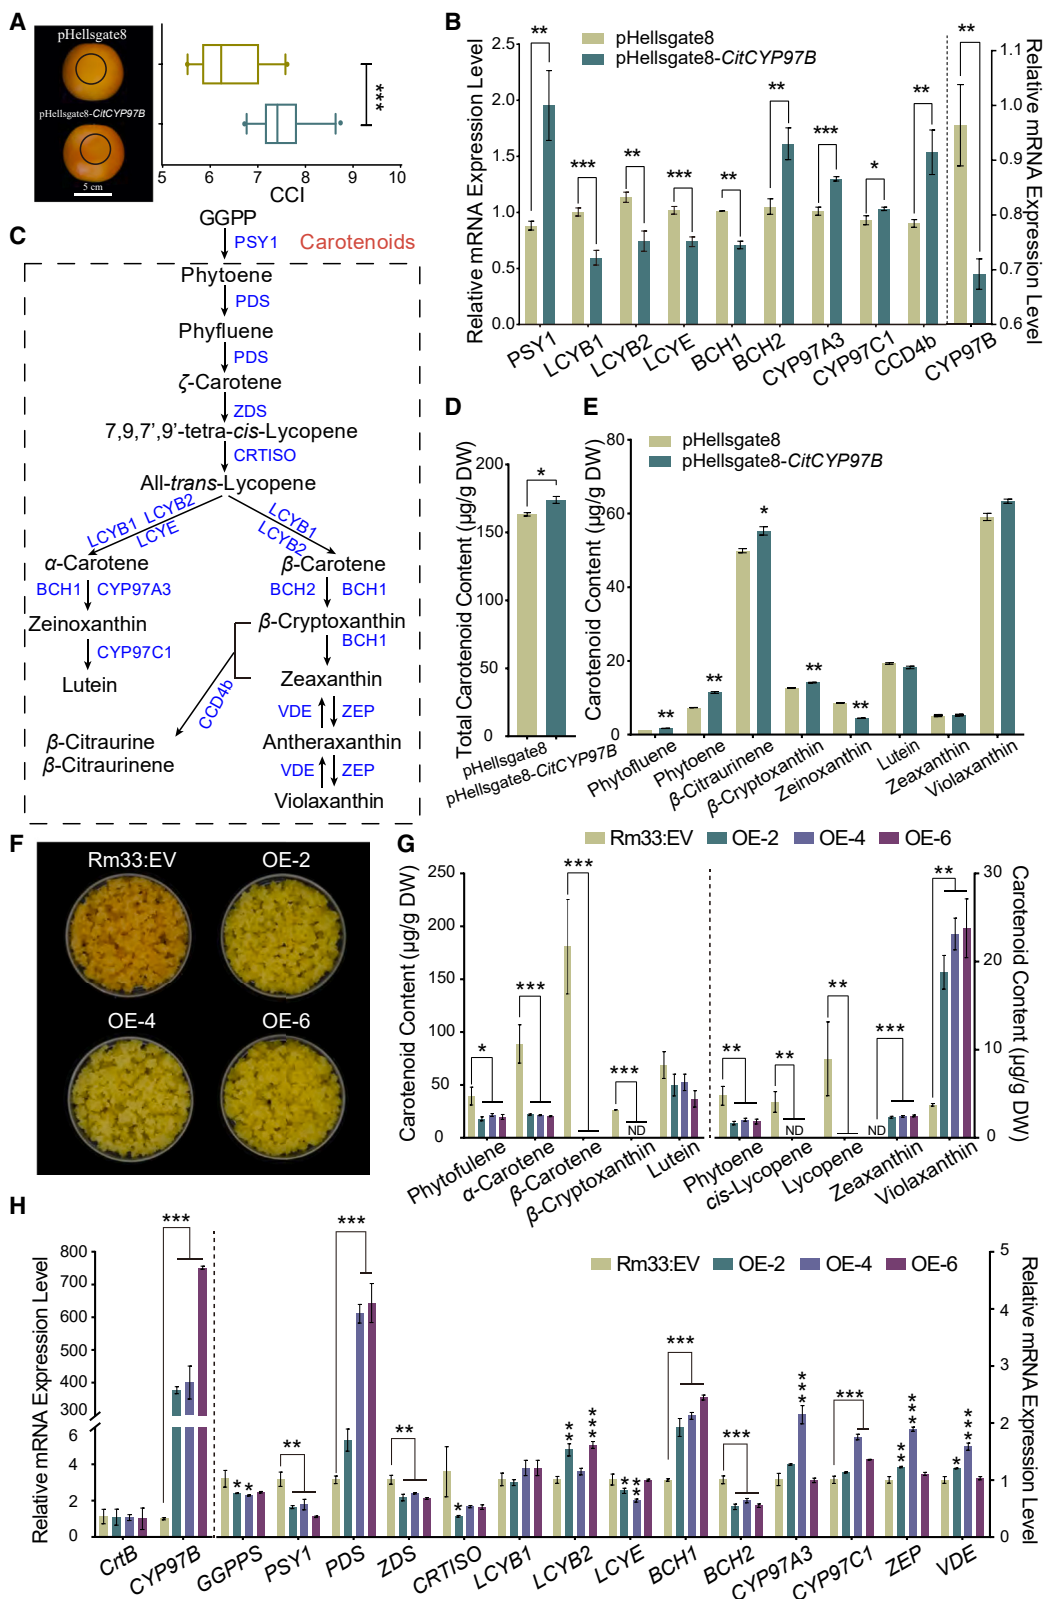 A
pHellsgate8
pHellsgate8-CitCYP97B
5 cm
***
5 6 7 8 9 10
CCI
B
pHellsgate8
pHellsgate8-CitCYP97B
Relative mRNA Expression Level
2.5
2.0
1.5
1.0
0.5
0.0
** *** ** *** ** ** *** * ** **
1.1
1.0
0.9
0.8
0.7
0.6
Relative mRNA Expression Level
PSY1 LCYB1 LCYB2 LCYE BCH1 BCH2 CYP97A3 CYP97C1 CCD4b CYP97B
C
GGPP
PSY1
Carotenoids
Phytoene
PDS
Phyfluene
PDS
ζ-Carotene
ZDS
7,9,7',9'-tetra-cis-Lycopene
CRTISO
All-trans-Lycopene
LCYB1 LCYB2
LCYE
LCYB1
LCYB2
α-Carotene
β-Carotene
BCH1 CYP97A3
BCH2 BCH1
Zeinoxanthin
β-Cryptoxanthin
CYP97C1
BCH1
Lutein
Zeaxanthin
CCD4b
VDE ZEP
β-Citraurine
β-Citraurinene
Antheraxanthin
VDE ZEP
Violaxanthin
D
Total Carotenoid Content (μg/g DW)
200
150
100
50
0
*
pHellsgate8
pHellsgate8-CitCYP97B
E
pHellsgate8
pHellsgate8-CitCYP97B
Carotenoid Content (μg/g DW)
80
60
40
20
0
** ** * ** **
Phytofluene Phytoene β-Citraurinene β-Cryptoxanthin Zeinoxanthin Lutein Zeaxanthin Violaxanthin
F
Rm33:EV OE-2
OE-4 OE-6
G
Rm33:EV OE-2 OE-4 OE-6
Carotenoid Content (μg/g DW)
250
200
150
100
50
0
* *** *** *** ** ** ** *** **
ND ND ND
30
20
10
0
Carotenoid Content (μg/g DW)
Phytofulene α-Carotene β-Carotene β-Cryptoxanthin Lutein Phytoene cis-Lycopene Lycopene Zeaxanthin Violaxanthin
H
Rm33:EV OE-2 OE-4 OE-6
Relative mRNA Expression Level
800
700
600
500
400
300
6
4
2
0
*** * * ** *** ** * ** *** ** ** *** *** *** *** ** *** * ***
5
4
3
2
1
0
Relative mRNA Expression Level
CrtB CYP97B GGPPS PSY1 PDS ZDS CRTISO LCYB1 LCYB2 LCYE BCH1 BCH2 CYP97A3 CYP97C1 ZEP VDE